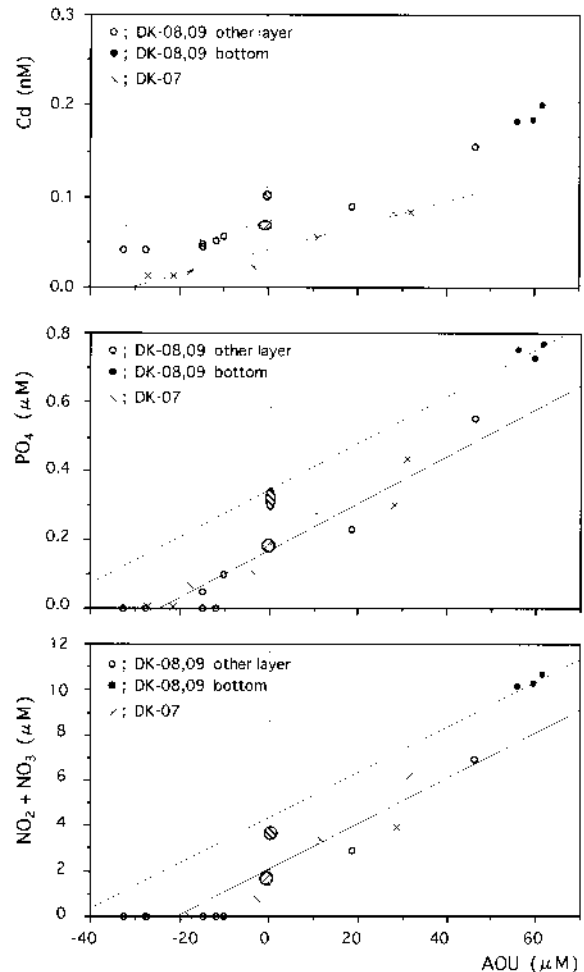 0.3
○ ; DK-08,09 other layer
● ; DK-08,09 bottom
× ; DK-07
0.2
Cd (nM)
0.1
0.0
0.8
○ ; DK-08,09 other layer
● ; DK-08,09 bottom
\ ; DK-07
0.6
PO₄ (μM)
0.4
0.2
0.0
12
○ ; DK-08,09 other layer
● ; DK-08,09 bottom
× ; DK-07
10
8
NO₂ + NO₃ (μM)
6
4
2
0
-40 -20 0 20 40 60
AOU (μM)